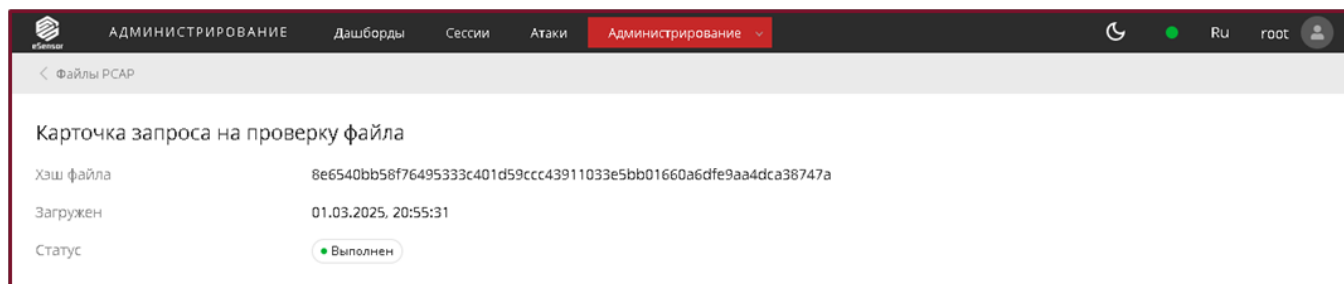 eSensor АДМИНИСТРИРОВАНИЕ Дашборды Сессии Атаки Администрирование Ru root
Файлы PCAP
Карточка запроса на проверку файла
Хэш файла 8e6540bb58f76495333c401d59ccc43911033e5bb01660a6dfe9aa4dca38747a
Загружен 01.03.2025, 20:55:31
Статус Выполнен